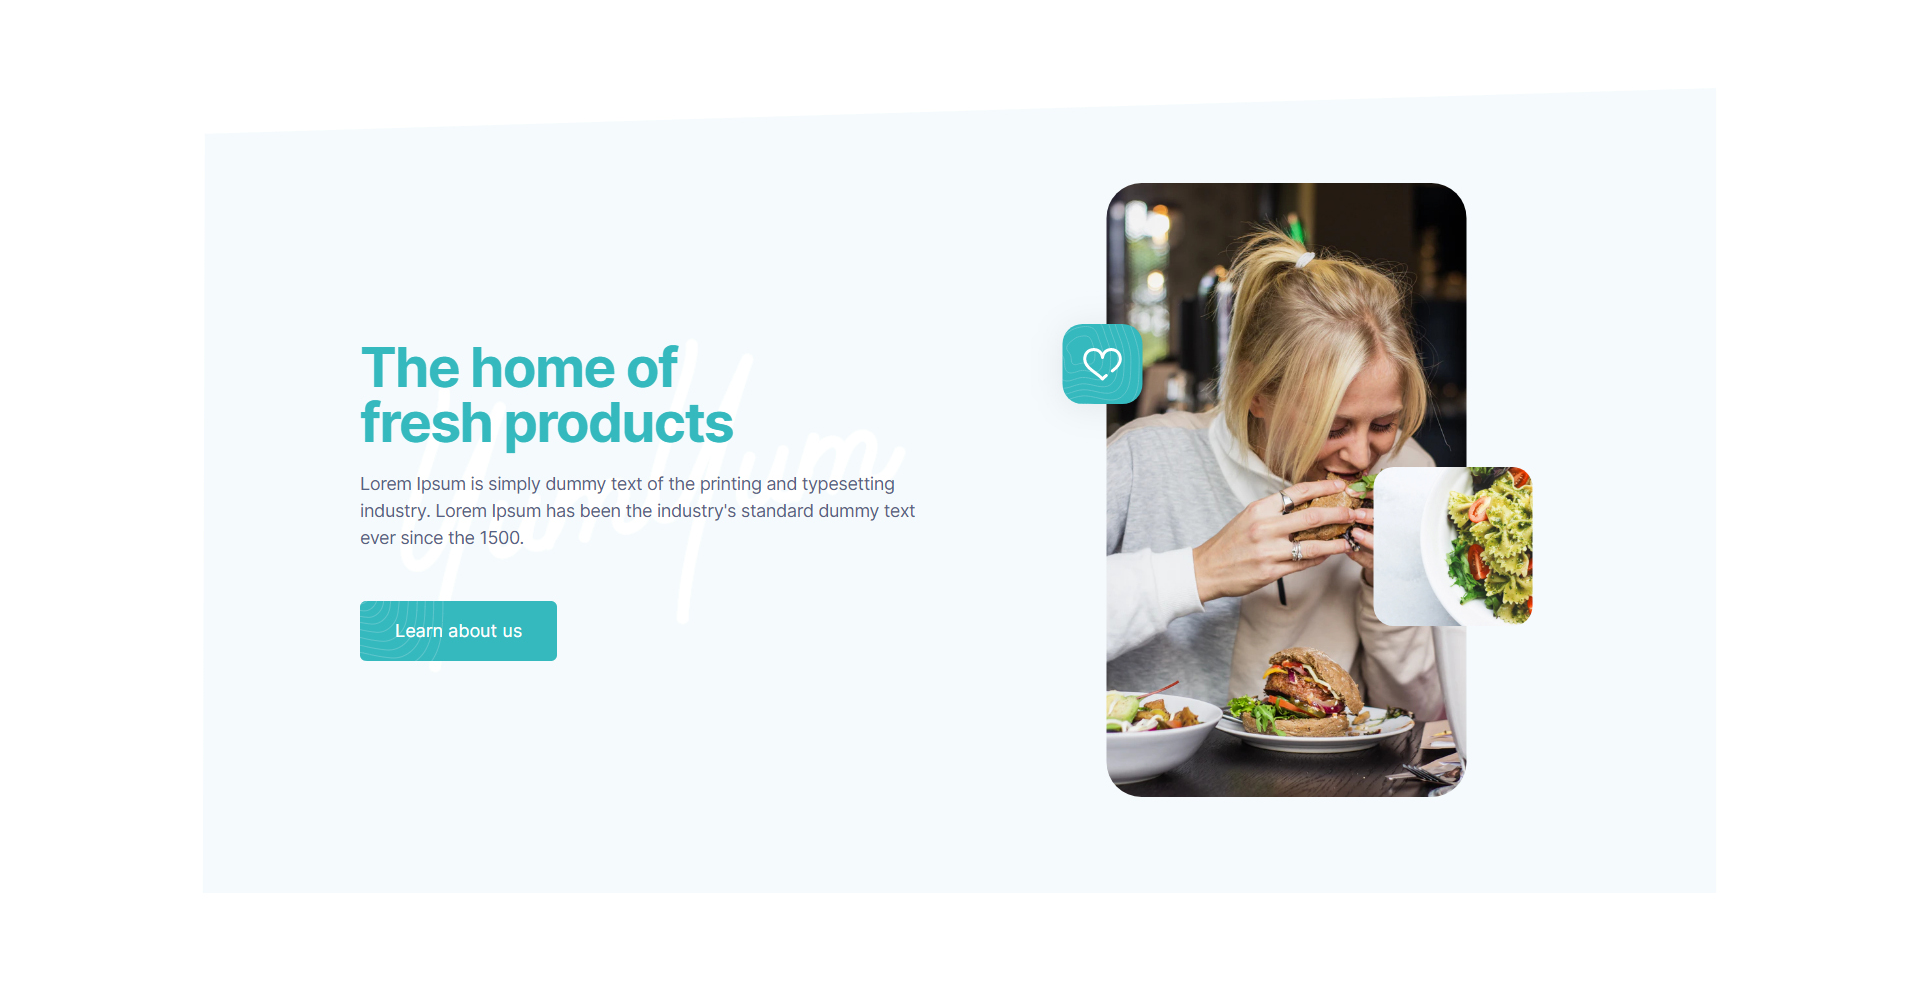 The home of
fresh products
YumYum
Lorem Ipsum is simply dummy text of the printing and typesetting
industry. Lorem Ipsum has been the industry's standard dummy text
ever since the 1500.
Learn about us